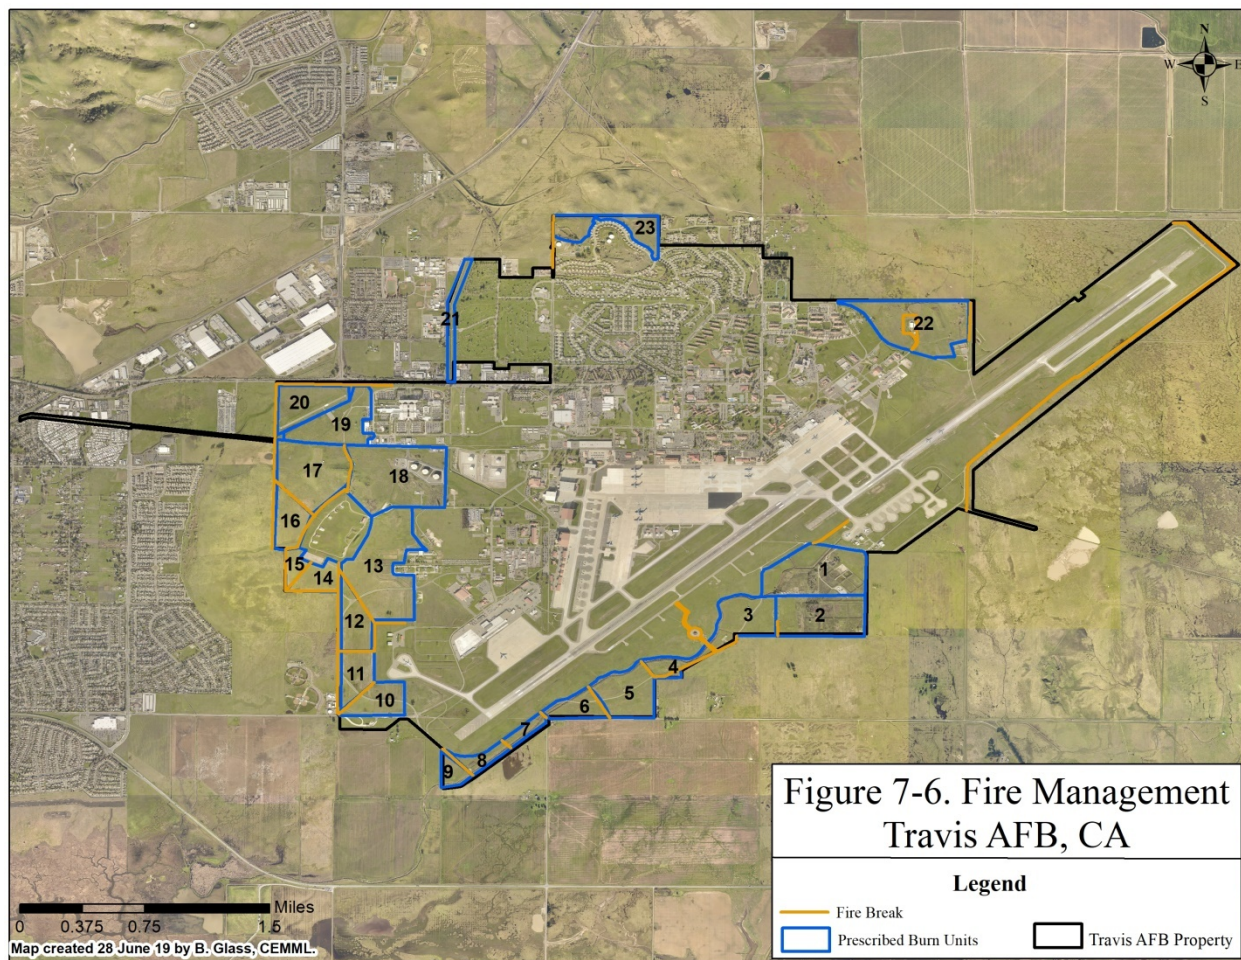 N
W E
S
23
21
22
20
19
17
18
16
15
14
13
1
12
3
2
11
4
10
5
6
7
8
9
Figure 7-6. Fire Management
Travis AFB, CA
Legend
Fire Break
Prescribed Burn Units
Travis AFB Property
Miles
0 0.375 0.75 1.5
Map created 28 June 19 by B. Glass, CEMML.